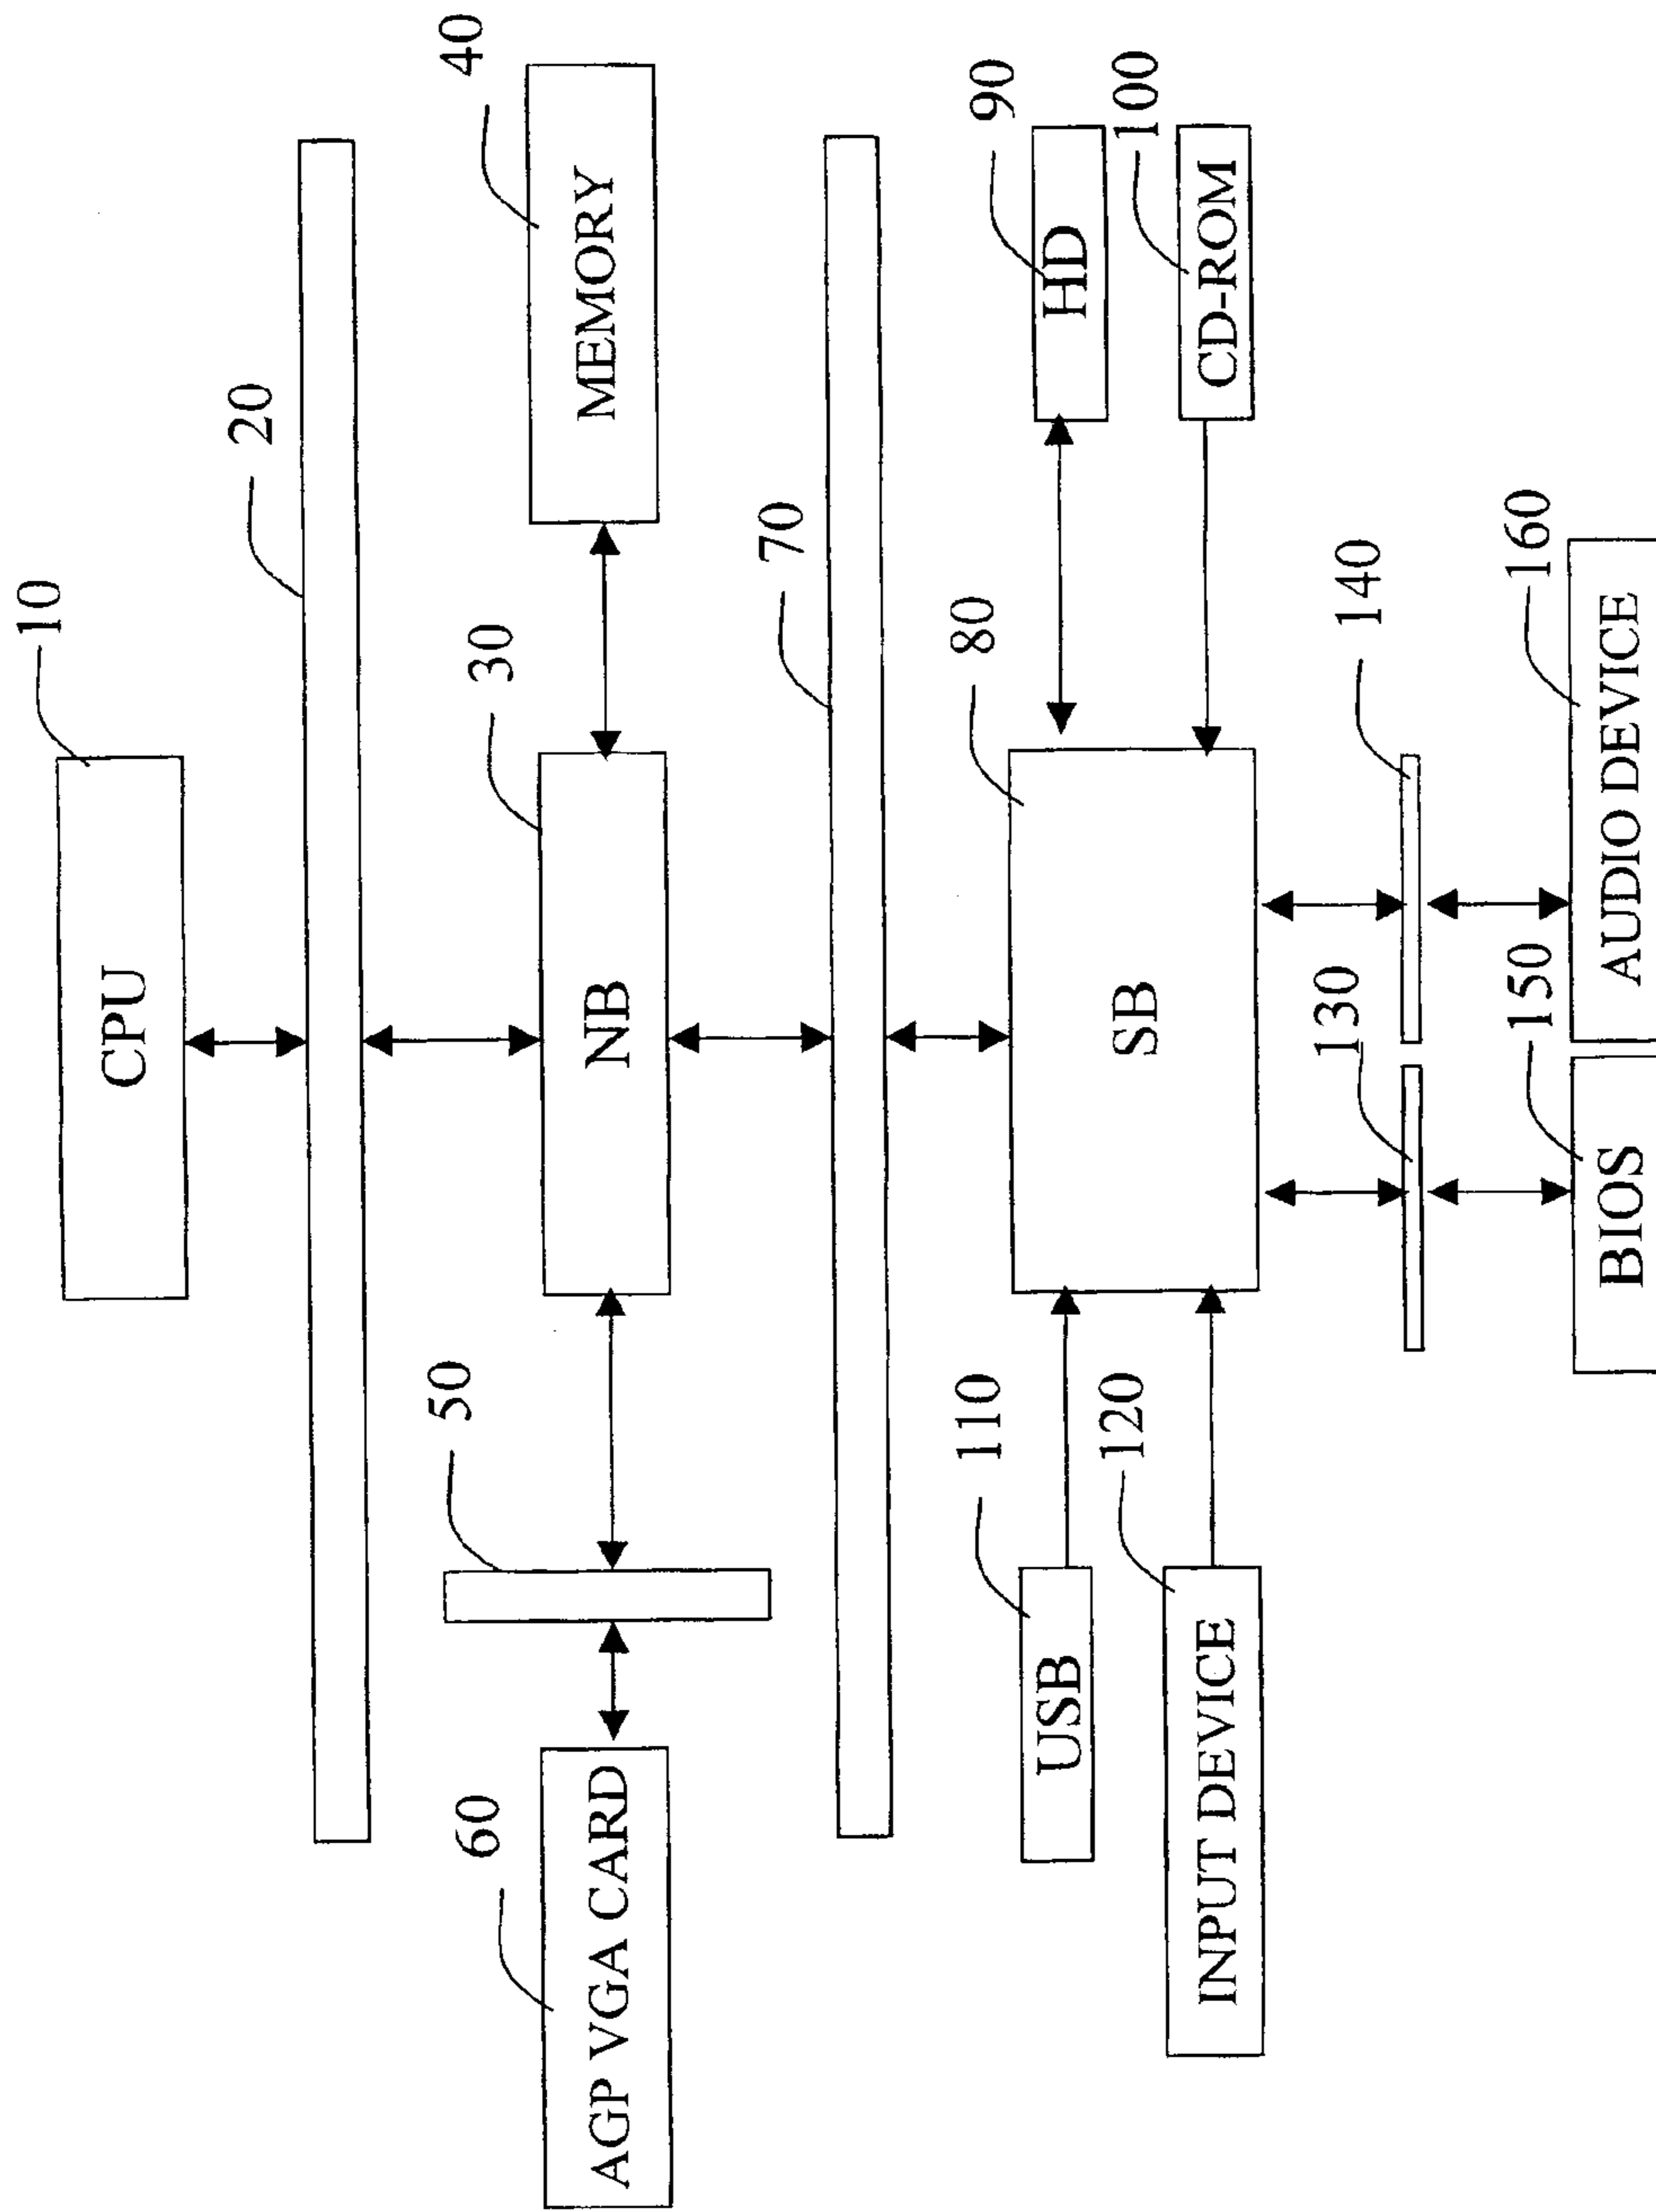 10
CPU
20
40
30
50
60
MEMORY
NB
AGP VGA CARD
70
80
90
HD
110
USB
100
CD-ROM
SB
120
INPUT DEVICE
130
140
150
160
BIOS
AUDIO DEVICE